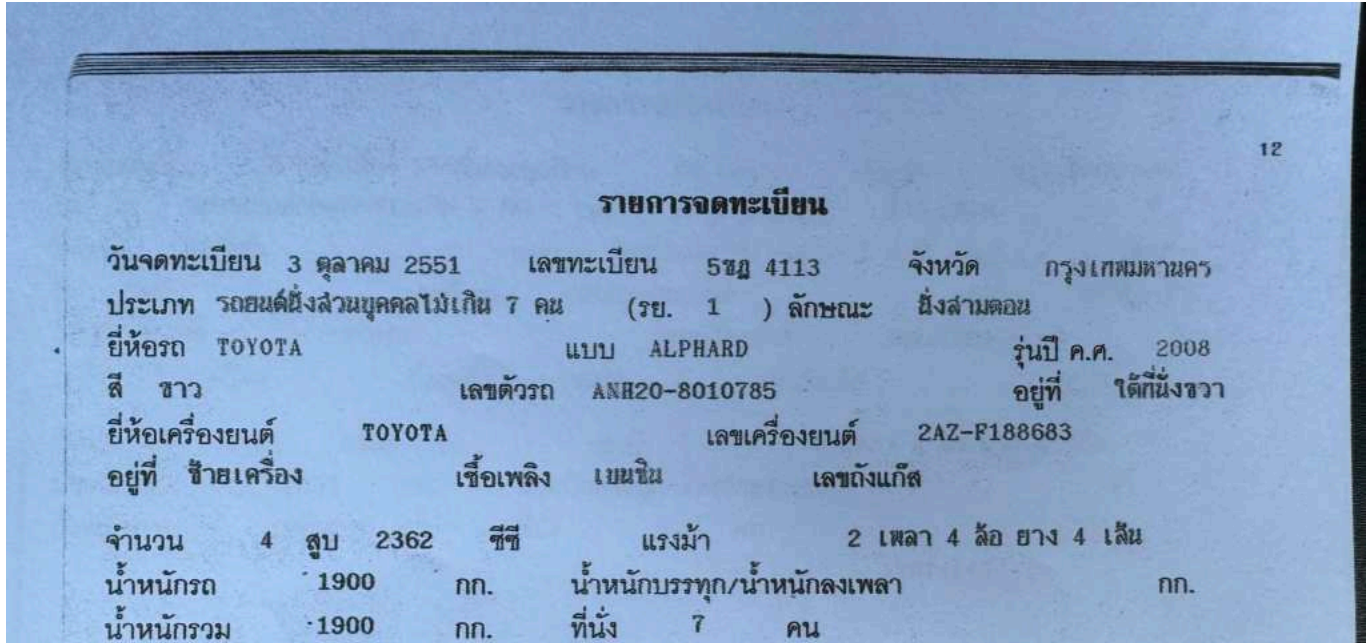 12
รายการจดทะเบียน
วันจดทะเบียน 3 ตุลาคม 2551 เลขทะเบียน 5ชฎ 4113 จังหวัด กรุงเทพมหานคร
ประเภท รถยนต์นั่งส่วนบุคคลไม่เกิน 7 คน (รย. 1 ) ลักษณะ นั่งสามตอน
ยี่ห้อรถ TOYOTA แบบ ALPHARD รุ่นปี ค.ศ. 2008
สี ขาว เลขตัวรถ ANH20-8010785 อยู่ที่ ใต้ที่นั่งขวา
ยี่ห้อเครื่องยนต์ TOYOTA เลขเครื่องยนต์ 2AZ-F188683
อยู่ที่ ซ้ายเครื่อง เชื้อเพลิง เบนซิน เลขถังแก๊ส
จำนวน 4 สูบ 2362 ซีซี แรงม้า 2 เพลา 4 ล้อ ยาง 4 เส้น
น้ำหนักรถ 1900 กก. น้ำหนักบรรทุก/น้ำหนักลงเพลา กก.
น้ำหนักรวม 1900 กก. ที่นั่ง 7 คน